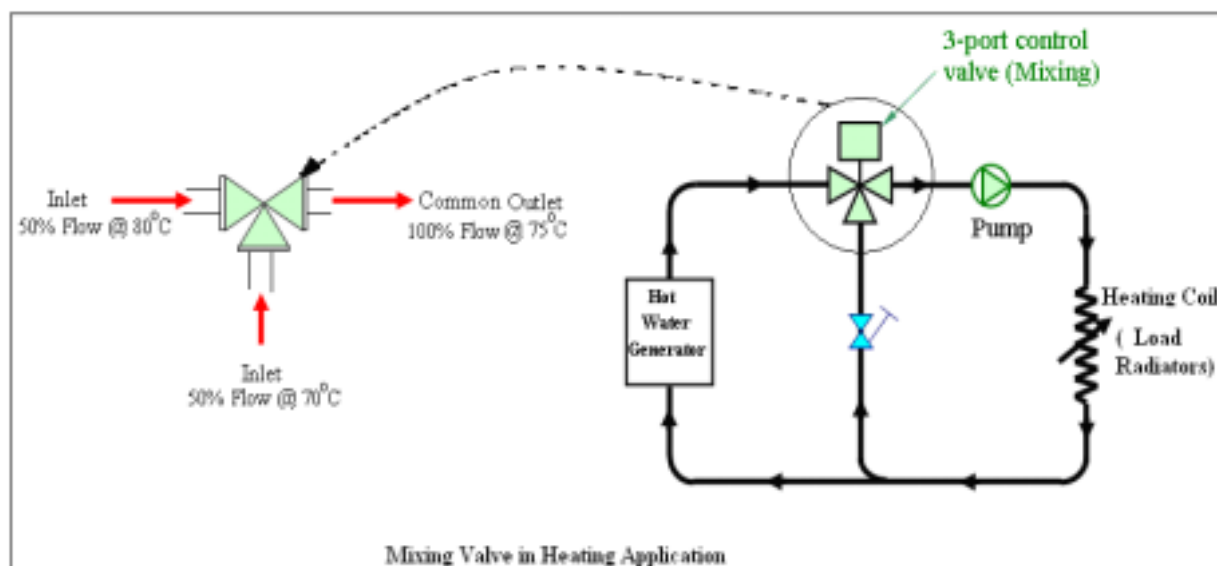 3-port control
valve (Mixing)
Inlet
50% Flow @ 80°C
Common Outlet
100% Flow @ 75°C
Inlet
50% Flow @ 70°C
Pump
Hot
Water
Generator
Heating Coil
( Load
Radiators)
Mixing Valve in Heating Application